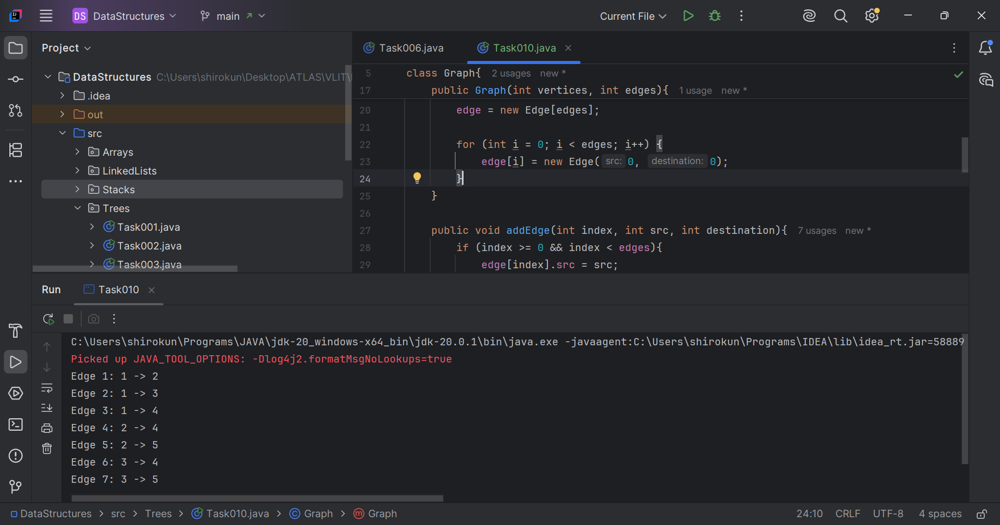 DS DataStructures main Current File
Project
DataStructures C:\Users\shirokun\Desktop\ATLAS\VLIT\
.idea
out
src
Arrays
LinkedLists
Stacks
Trees
Task001.java
Task002.java
Task003.java
Task006.java Task010.java
5 class Graph{ 2 usages new *
17 public Graph(int vertices, int edges){ 1 usage new *
20 edge = new Edge[edges];
21
22 for (int i = 0; i < edges; i++) {
23 edge[i] = new Edge( src: 0, destination: 0);
24 }
25 }
26
27 public void addEdge(int index, int src, int destination){ 7 usages new *
28 if (index >= 0 && index < edges){
29 edge[index].src = src;
Run Task010
C:\Users\shirokun\Programs\JAVA\jdk-20_windows-x64_bin\jdk-20.0.1\bin\java.exe -javaagent:C:\Users\shirokun\Programs\IDEA\lib\idea_rt.jar=58889
Picked up JAVA_TOOL_OPTIONS: -Dlog4j2.formatMsgNoLookups=true
Edge 1: 1 -> 2
Edge 2: 1 -> 3
Edge 3: 1 -> 4
Edge 4: 2 -> 4
Edge 5: 2 -> 5
Edge 6: 3 -> 4
Edge 7: 3 -> 5
DataStructures > src > Trees > Task010.java > Graph > Graph 24:10 CRLF UTF-8 4 spaces